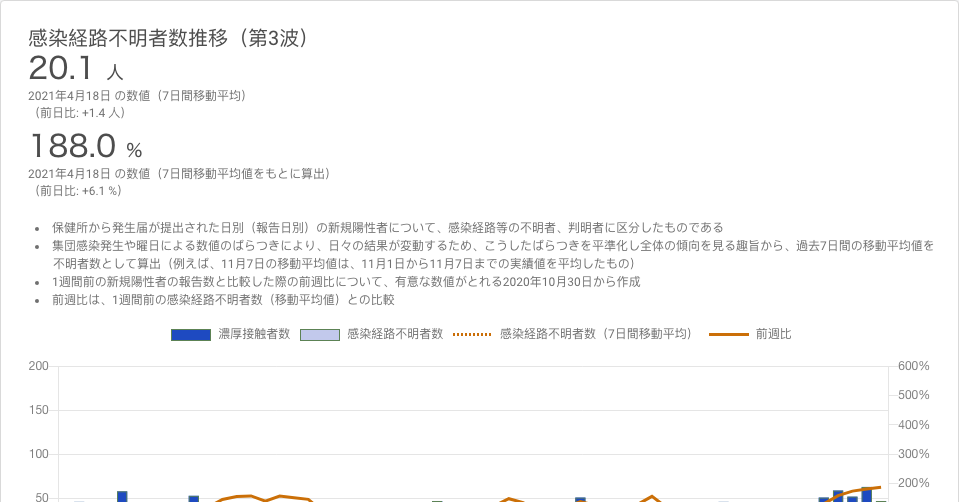 感染経路不明者数推移（第3波）
20.1 人
2021年4月18日 の数値（7日間移動平均）
（前日比: +1.4 人）
188.0 %
2021年4月18日 の数値（7日間移動平均値をもとに算出）
（前日比: +6.1 %）
• 保健所から発生届が提出された日別（報告日別）の新規陽性者について、感染経路等の不明者、判明者に区分したものである
• 集団感染発生や曜日による数値のばらつきにより、日々の結果が変動するため、こうしたばらつきを平準化し全体の傾向を見る趣旨から、過去7日間の移動平均値を
不明者数として算出（例えば、11月7日の移動平均値は、11月1日から11月7日までの実績値を平均したもの）
• 1週間前の新規陽性者の報告数と比較した際の前週比について、有意な数値がとれる2020年10月30日から作成
• 前週比は、1週間前の感染経路不明者数（移動平均値）との比較
濃厚接触者数 感染経路不明者数 感染経路不明者数（7日間移動平均） 前週比
200 600%
500%
150
400%
100 300%
200%
50